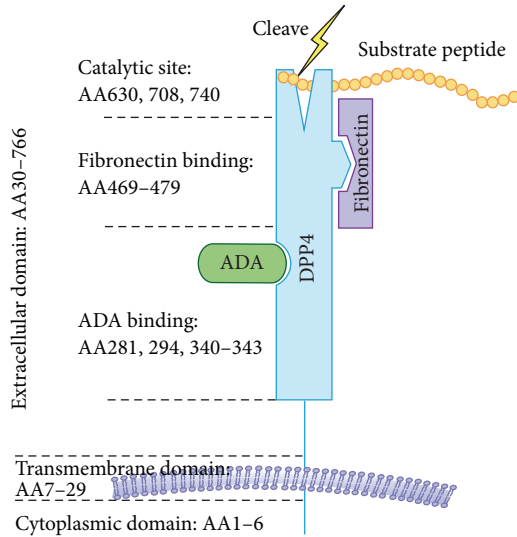 Cleave
Substrate peptide
Catalytic site:
AA630, 708, 740
Fibronectin binding:
AA469–479
Fibronectin
DPP4
ADA
ADA binding:
AA281, 294, 340–343
Extracellular domain: AA30–766
Transmembrane domain:
AA7–29
Cytoplasmic domain: AA1–6